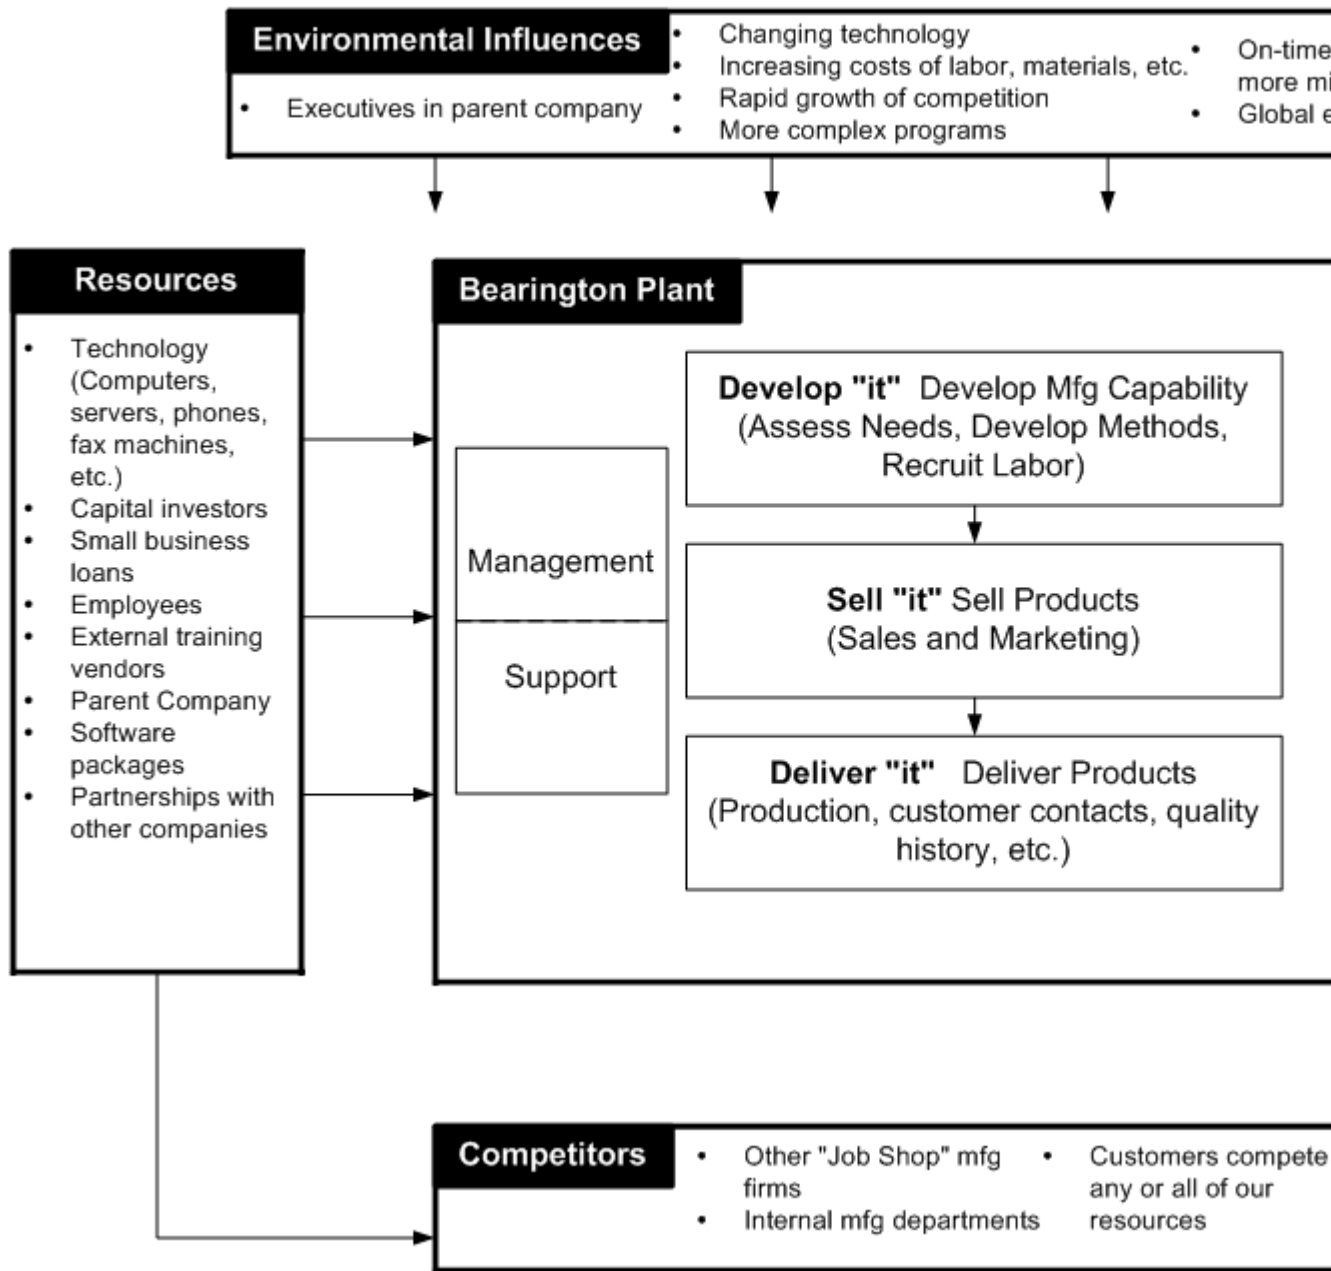 Environmental Influences
• Executives in parent company
• Changing technology
• Increasing costs of labor, materials, etc.
• Rapid growth of competition
• More complex programs
• On-time
more
• Global
Resources
• Technology
(Computers,
servers, phones,
fax machines,
etc.)
• Capital investors
• Small business
loans
• Employees
• External training
vendors
• Parent Company
• Software
packages
• Partnerships with
other companies
Bearington Plant
Management
Support
Develop "it" Develop Mfg Capability
(Assess Needs, Develop Methods,
Recruit Labor)
Sell "it" Sell Products
(Sales and Marketing)
Deliver "it" Deliver Products
(Production, customer contacts, quality
history, etc.)
Competitors
• Other "Job Shop" mfg
firms
• Internal mfg departments
• Customers compete
any or all of our
resources